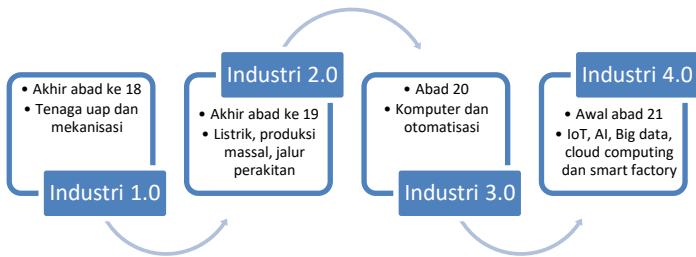 • Akhir abad ke 18
• Tenaga uap dan
mekanisasi
Industri 1.0
Industri 2.0
• Akhir abad ke 19
• Listrik, produksi
massal, jalur
perakitan
• Abad 20
• Komputer dan
otomatisasi
Industri 3.0
Industri 4.0
• Awal abad 21
• IoT, AI, Big data,
cloud computing
dan smart factory